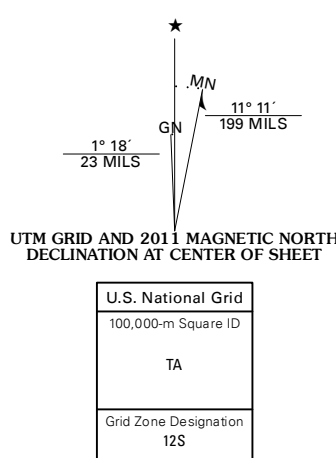 ★
MN
GN
11° 11´
199 MILS
1° 18´
23 MILS
UTM GRID AND 2011 MAGNETIC NORTH
DECLINATION AT CENTER OF SHEET
U.S. National Grid
100,000-m Square ID
TA
Grid Zone Designation
12S